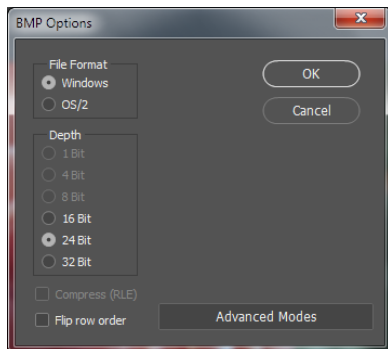 BMP Options
File Format
Windows
OS/2
OK
Cancel
Depth
1 Bit
4 Bit
8 Bit
16 Bit
24 Bit
32 Bit
Compress (RLE)
Flip row order
Advanced Modes